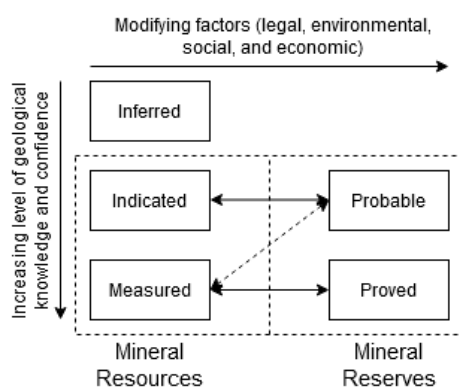 Modifying factors (legal, environmental,
social, and economic)
Increasing level of geological
knowledge and confidence
Inferred
Indicated
Probable
Measured
Proved
Mineral
Resources
Mineral
Reserves